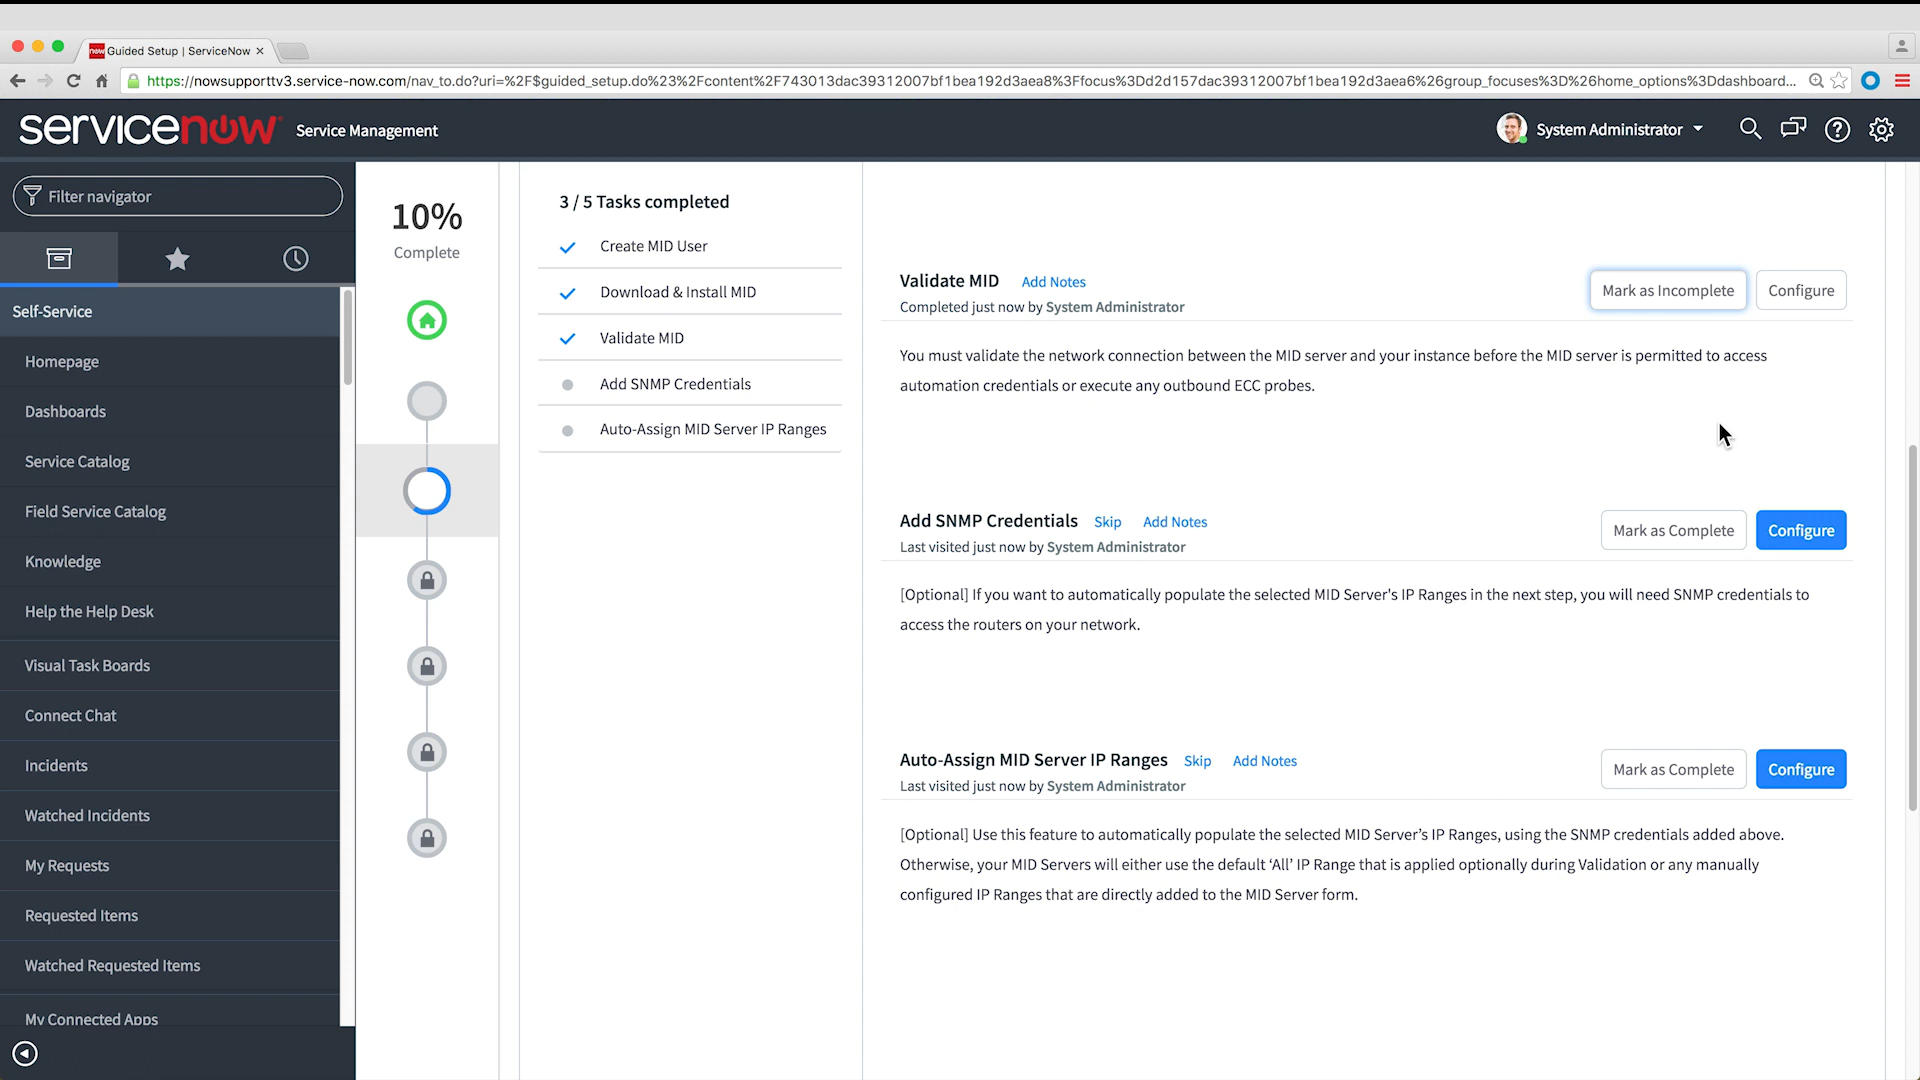 now Guided Setup | ServiceNow ×
https://nowsupporttv3.service-now.com/nav_to.do?uri=%2F$guided_setup.do%23%2Fcontent%2F743013dac39312007bf1bea192d3aea8%3Ffocus%3Dd2d157dac39312007bf1bea192d3aea6%26group_focuses%3D%26home_options%3Ddashboard...
servicenow Service Management
System Administrator
Filter navigator
Self-Service
Homepage
Dashboards
Service Catalog
Field Service Catalog
Knowledge
Help the Help Desk
Visual Task Boards
Connect Chat
Incidents
Watched Incidents
My Requests
Requested Items
Watched Requested Items
My Connected Apps
10%
Complete
3 / 5 Tasks completed
Create MID User
Download & Install MID
Validate MID
Add SNMP Credentials
Auto-Assign MID Server IP Ranges
Validate MID Add Notes
Completed just now by System Administrator
Mark as Incomplete Configure
You must validate the network connection between the MID server and your instance before the MID server is permitted to access
automation credentials or execute any outbound ECC probes.
Add SNMP Credentials Skip Add Notes
Last visited just now by System Administrator
Mark as Complete Configure
[Optional] If you want to automatically populate the selected MID Server's IP Ranges in the next step, you will need SNMP credentials to
access the routers on your network.
Auto-Assign MID Server IP Ranges Skip Add Notes
Last visited just now by System Administrator
Mark as Complete Configure
[Optional] Use this feature to automatically populate the selected MID Server’s IP Ranges, using the SNMP credentials added above.
Otherwise, your MID Servers will either use the default ‘All’ IP Range that is applied optionally during Validation or any manually
configured IP Ranges that are directly added to the MID Server form.